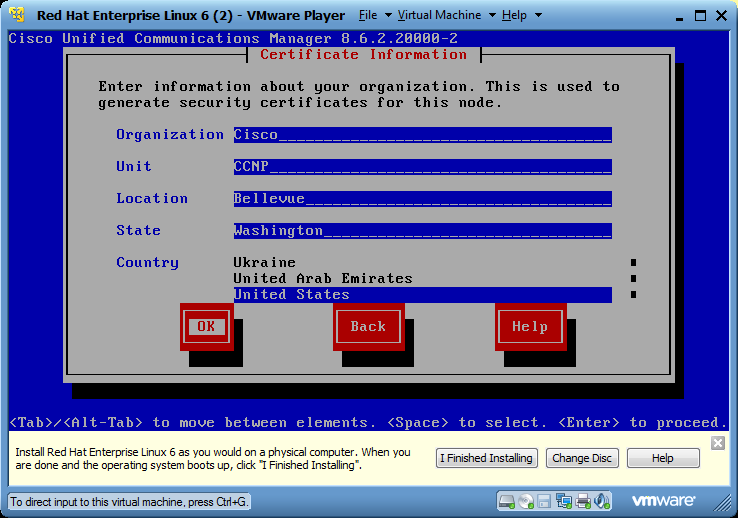 Red Hat Enterprise Linux 6 (2) - VMware Player File Virtual Machine Help
Cisco Unified Communications Manager 8.6.2.20000-2
Certificate Information
Enter information about your organization. This is used to
generate security certificates for this node.
Organization Cisco
Unit CCNP
Location Bellevue
State Washington
Country Ukraine
United Arab Emirates
United States
OK Back Help
<Tab>/<Alt-Tab> to move between elements. <Space> to select. <Enter> to proceed.
Install Red Hat Enterprise Linux 6 as you would on a physical computer. When you
are done and the operating system boots up, click "I Finished Installing".
I Finished Installing Change Disc Help
To direct input to this virtual machine, press Ctrl+G.
vmware